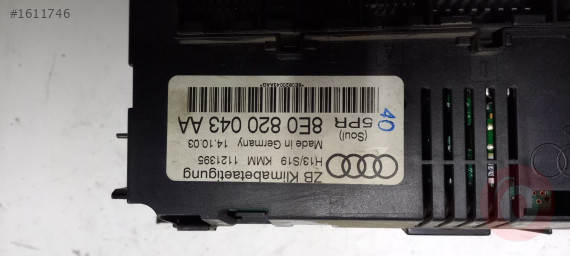 #1611746
ZB Klimabetaetigung
H13/S19 KMM 1121395
Made in Germany 14.10.03
8E0 820 043 AA
(Soul) 5PR
40
*8E0820043AAG*